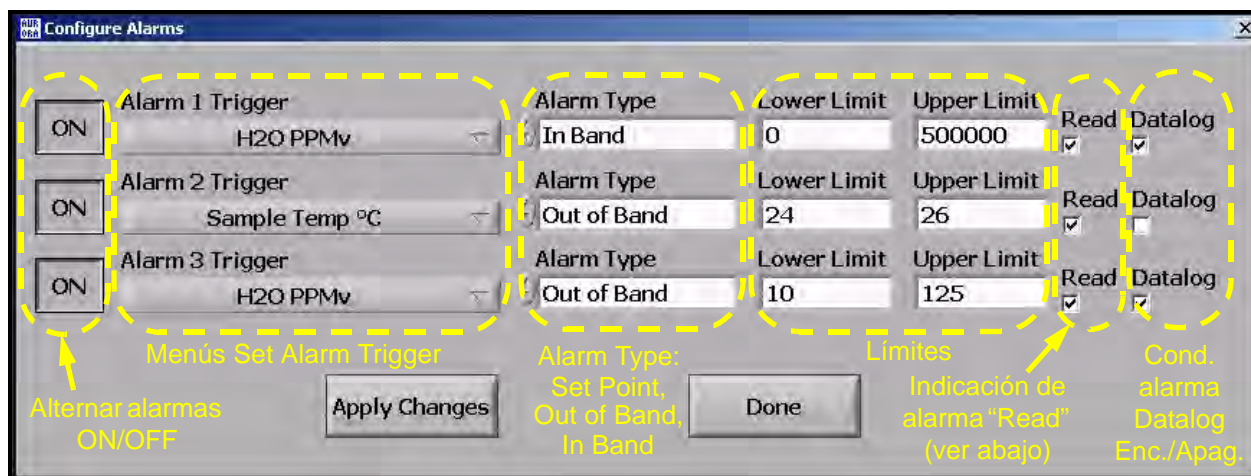 AUR
ORA
Configure Alarms
ON
Alarm 1 Trigger
H2O PPMv
Alarm Type
In Band
Lower Limit
0
Upper Limit
500000
Read
Datalog
ON
Alarm 2 Trigger
Sample Temp ºC
Alarm Type
Out of Band
Lower Limit
24
Upper Limit
26
Read
Datalog
ON
Alarm 3 Trigger
H2O PPMv
Alarm Type
Out of Band
Lower Limit
10
Upper Limit
125
Read
Datalog
Menús Set Alarm Trigger
Alarm Type:
Set Point,
Out of Band,
In Band
Límites
Alternar alarmas
ON/OFF
Apply Changes
Done
Indicación de
alarma “Read”
(ver abajo)
Cond.
alarma
Datalog
Enc./Apag.